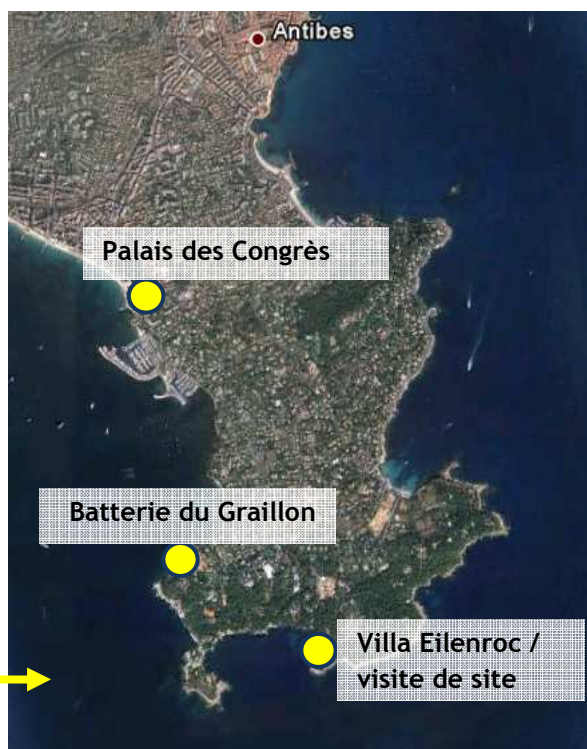 Antibes
Palais des Congrès
Batterie du Graillon
Villa Eilenroc /
visite de site